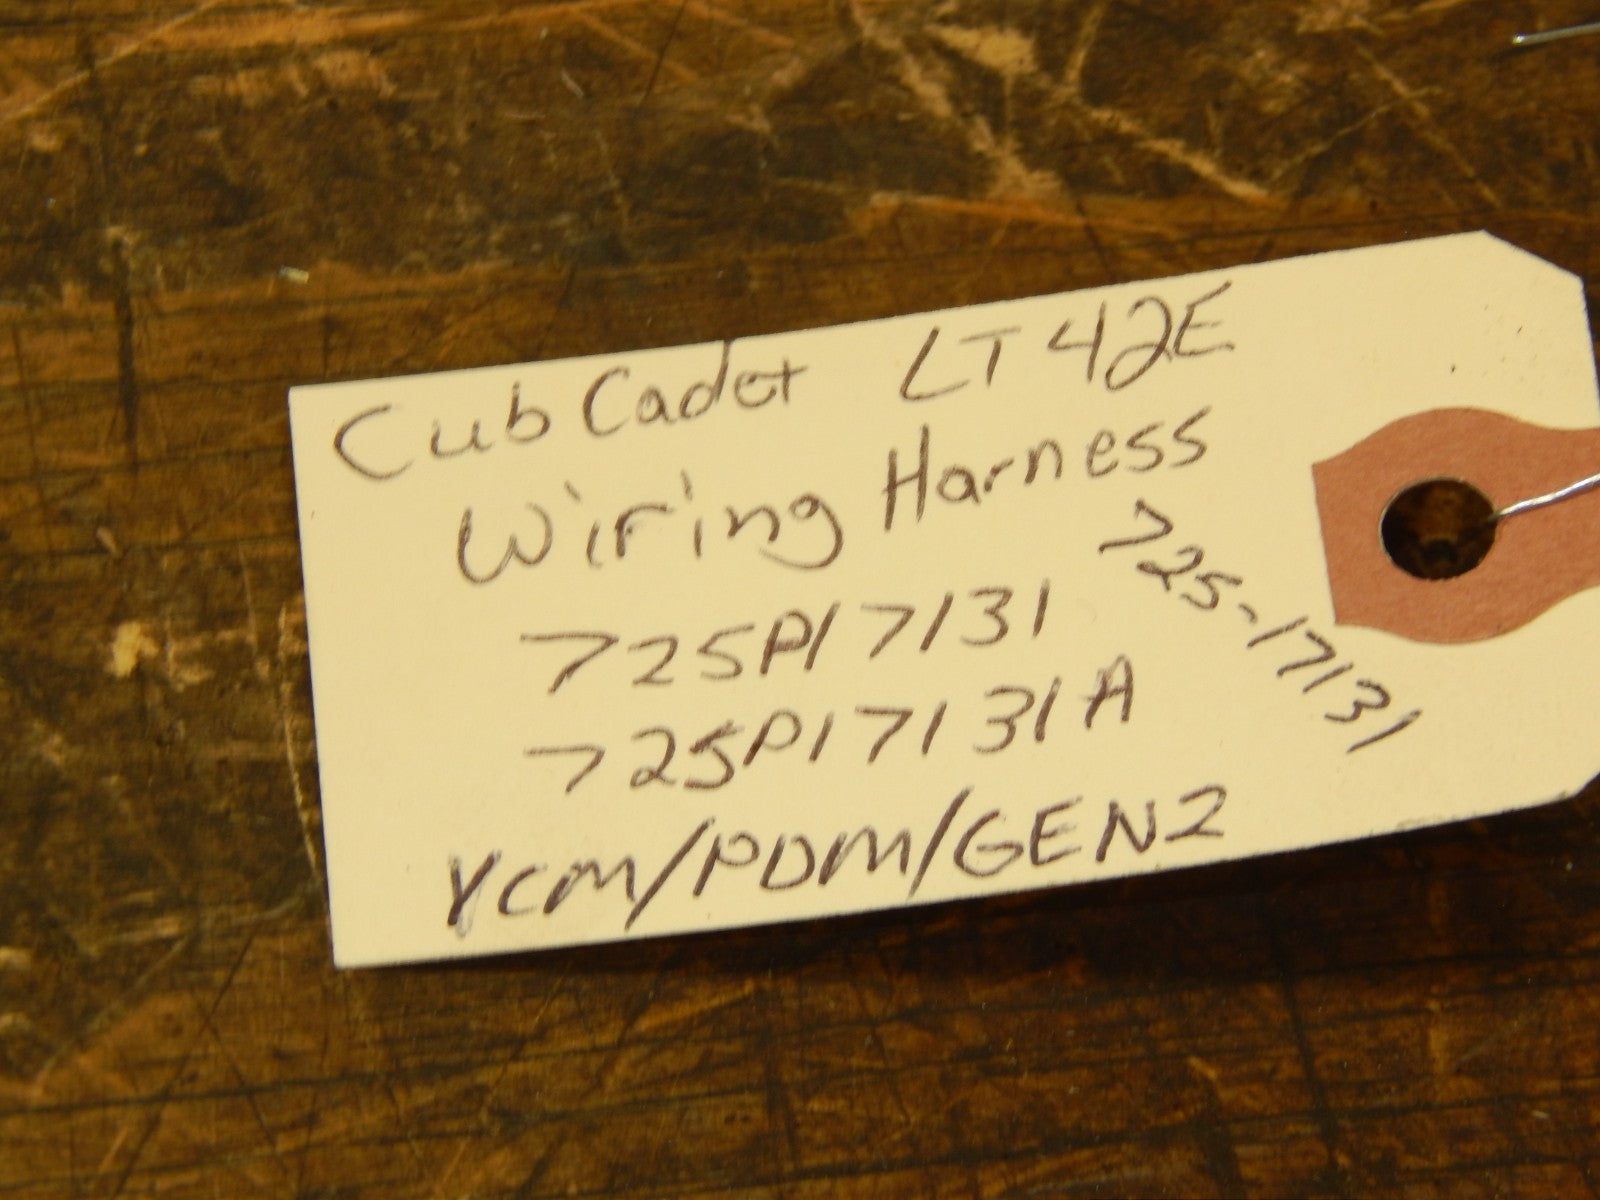 Cub Cadet LT42E
Wiring Harness
725-17131
725P17131
725P17131A
VCM/PDM/GEN2